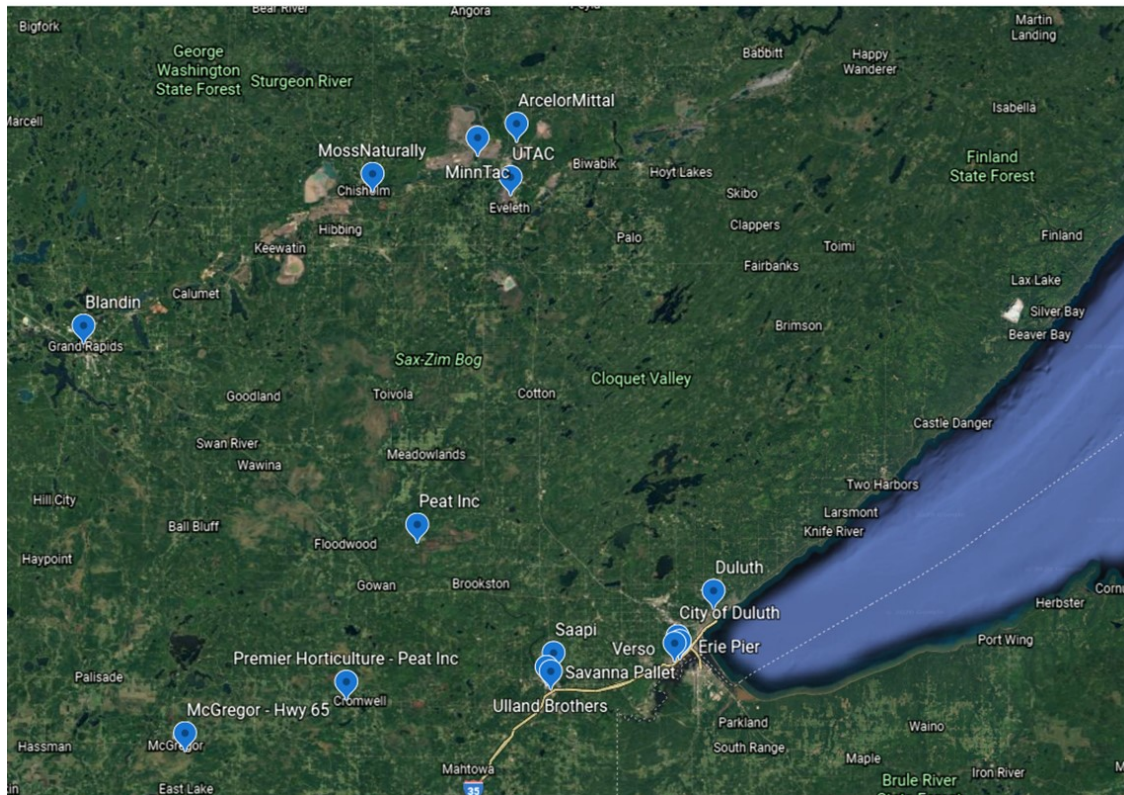 Bear River
Angora
Bigfork
Martin
Landing
George
Washington
State Forest
Sturgeon River
Babbitt
Happy
Wanderer
Marcell
ArcelorMittal
Isabella
MossNaturally
UTAC
MinnTac
Biwabik
Hoyt Lakes
Finland
State Forest
Chisholm
Skibo
Eveleth
Hibbing
Clappers
Keewatin
Palo
Toimi
Finland
Fairbanks
Lax Lake
Calumet
Blandin
Silver Bay
Grand Rapids
Brimson
Beaver Bay
Sax-Zim Bog
Cloquet Valley
Goodland
Toivola
Cotton
Castle Danger
Swan River
Meadowlands
Wawina
Two Harbors
Hill City
Peat Inc
Larsmont
Ball Bluff
Knife River
Floodwood
Haypoint
Gowan
Brookston
Duluth
Herbster
City of Duluth
Saapi
Verso
Erie Pier
Port Wing
Premier Horticulture - Peat Inc
Savanna Pallet
Palisade
Cromwell
Ulland Brothers
McGregor - Hwy 65
Parkland
Waino
Hassman
McGregor
South Range
Maple
Mahtowa
Iron River
Brule River
East Lake
35